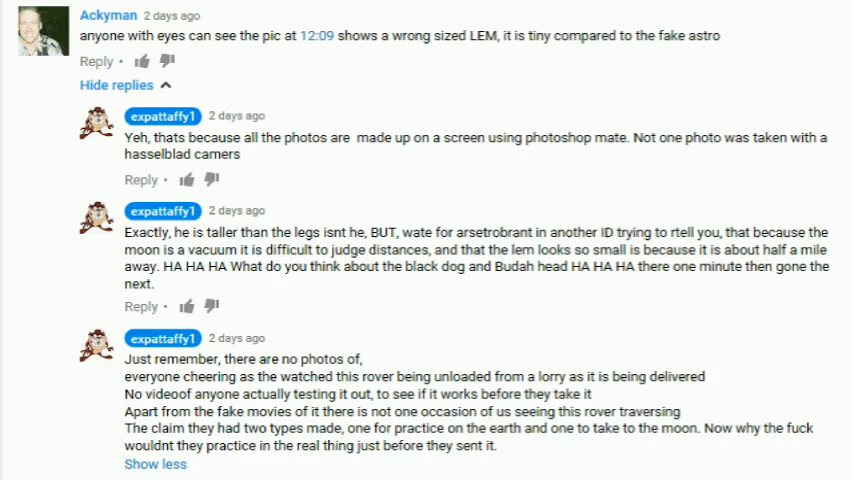 Ackyman 2 days ago
anyone with eyes can see the pic at 12:09 shows a wrong sized LEM, it is tiny compared to the fake astro
Reply •
Hide replies
expattaffy1 2 days ago
Yeh, thats because all the photos are made up on a screen using photoshop mate. Not one photo was taken with a
hasselblad camers
Reply •
expattaffy1 2 days ago
Exactly, he is taller than the legs isnt he, BUT, wate for arsetrobrant in another ID trying to rtell you, that because the
moon is a vacuum it is difficult to judge distances, and that the lem looks so small is because it is about half a mile
away. HA HA HA What do you think about the black dog and Budah head HA HA HA there one minute then gone the
next.
Reply •
expattaffy1 2 days ago
Just remember, there are no photos of,
everyone cheering as the watched this rover being unloaded from a lorry as it is being delivered
No videoof anyone actually testing it out, to see if it works before they take it
Apart from the fake movies of it there is not one occasion of us seeing this rover traversing
The claim they had two types made, one for practice on the earth and one to take to the moon. Now why the fuck
wouldnt they practice in the real thing just before they sent it.
Show less